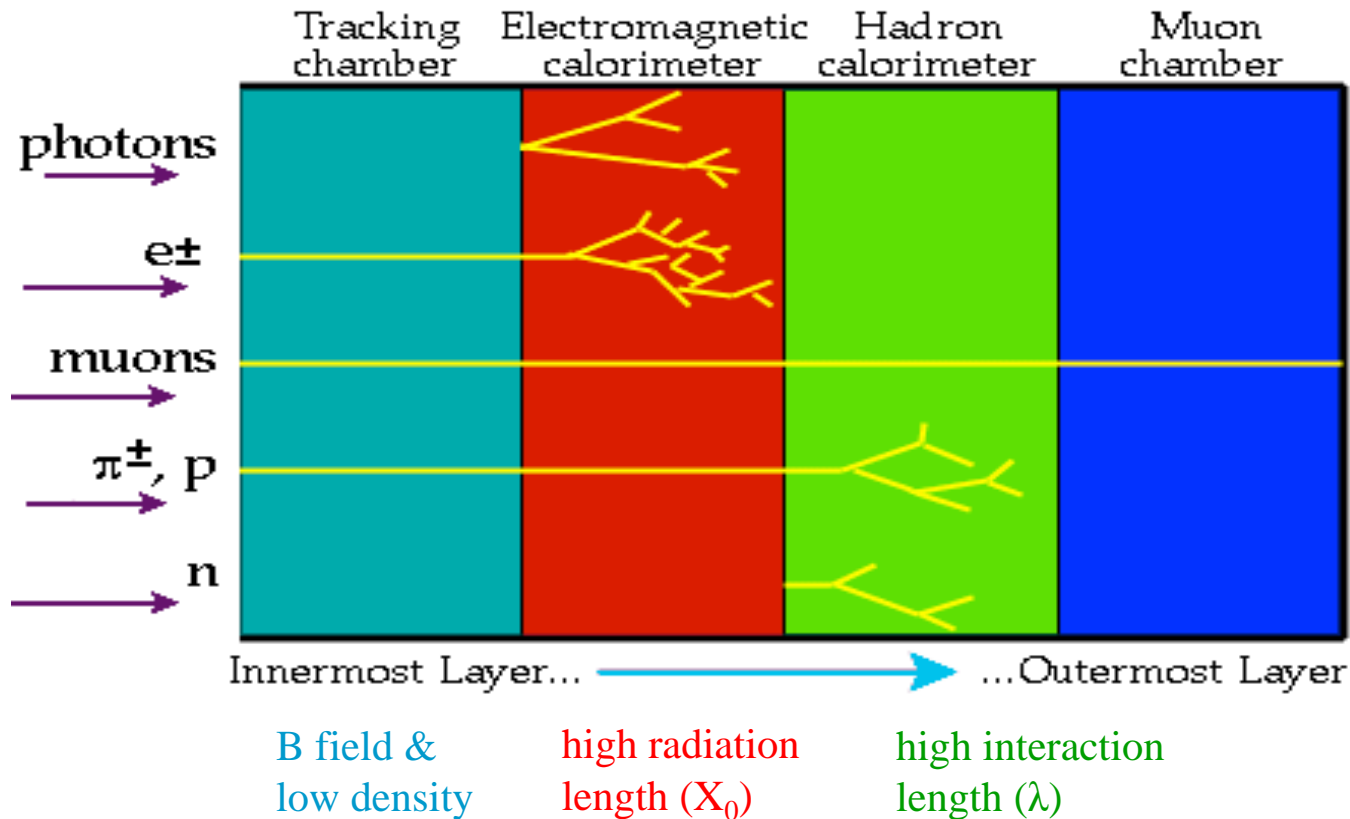 Tracking chamber
Electromagnetic calorimeter
Hadron calorimeter
Muon chamber
photons
e±
muons
π±, p
n
Innermost Layer...
...Outermost Layer
B field &
low density
high radiation
length (X₀)
high interaction
length (λ)